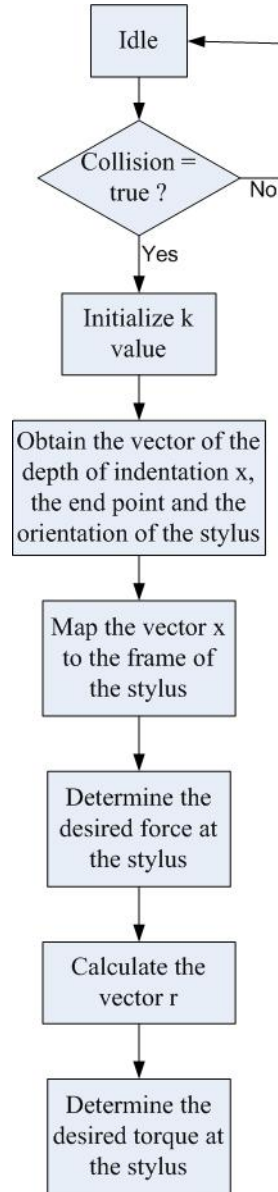 Idle
Collision =
true ?
No
Yes
Initialize k
value
Obtain the vector of the
depth of indentation x,
the end point and the
orientation of the stylus
Map the vector x
to the frame of
the stylus
Determine the
desired force at
the stylus
Calculate the
vector r
Determine the
desired torque at
the stylus